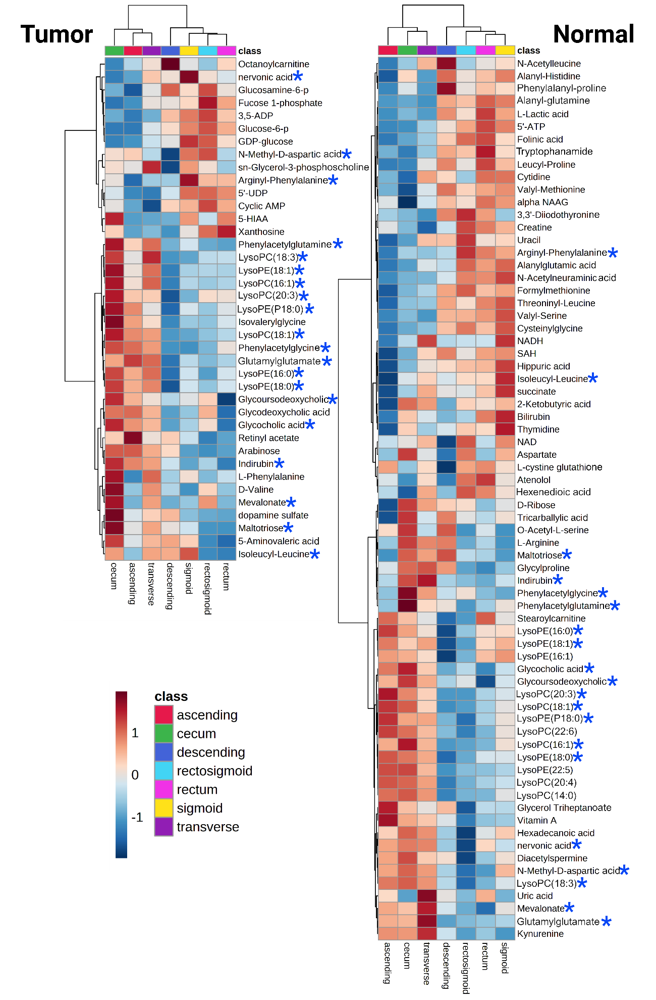 Tumor
class
Octanoylcarnitine
nervonic acid*
Glucosamine-6-p
Fucose 1-phosphate
3,5-ADP
Glucose-6-p
GDP-glucose
N-Methyl-D-aspartic acid*
sn-Glycerol-3-phosphoscholine
Arginyl-Phenylalanine*
5'-UDP
Cyclic AMP
5-HIAA
Xanthosine
Phenylacetylglutamine*
LysoPC(18:3)*
LysoPE(18:1)*
LysoPC(16:1)*
LysoPC(20:3)*
LysoPE(P18:0)*
Isovalerylglycine
LysoPC(18:1)*
Phenylacetylglycine*
Glutamylglutamate*
LysoPE(16:0)*
LysoPE(18:0)*
Glycoursodeoxycholic*
Glycodeoxycholic acid
Glycocholic acid*
Retinyl acetate
Arabinose
Indirubin*
L-Phenylalanine
D-Valine
Mevalonate*
dopamine sulfate
Maltotriose*
5-Aminovaleric acid
Isoleucyl-Leucine*
cecum
ascending
transverse
descending
sigmoid
rectosigmoid
rectum
1
0
-1
class
ascending
cecum
descending
rectosigmoid
rectum
sigmoid
transverse
Normal
class
N-Acetylleucine
Alanyl-Histidine
Phenylalanyl-proline
Alanyl-glutamine
L-Lactic acid
5'-ATP
Folinic acid
Tryptophanamide
Leucyl-Proline
Cytidine
Valyl-Methionine
alpha NAAG
3,3'-Diiodothyronine
Creatine
Uracil
Arginyl-Phenylalanine*
Alanylglutamic acid
N-Acetylneuraminic acid
Formylmethionine
Threoninyl-Leucine
Valyl-Serine
Cysteinylglycine
NADH
SAH
Hippuric acid
Isoleucyl-Leucine*
succinate
2-Ketobutyric acid
Bilirubin
Thymidine
NAD
Aspartate
L-cystine glutathione
Atenolol
Hexenedioic acid
D-Ribose
Tricarballylic acid
O-Acetyl-L-serine
L-Arginine
Maltotriose*
Glycylproline
Indirubin*
Phenylacetylglycine*
Phenylacetylglutamine*
Stearoylcarnitine
LysoPE(16:0)*
LysoPE(18:1)*
LysoPE(16:1)
Glycocholic acid*
Glycoursodeoxycholic*
LysoPC(20:3)*
LysoPC(18:1)*
LysoPE(P18:0)*
LysoPC(22:6)
LysoPC(16:1)*
LysoPE(18:0)*
LysoPE(22:5)
LysoPC(20:4)
LysoPC(14:0)
Glycerol Triheptanoate
Vitamin A
Hexadecanoic acid
nervonic acid*
Diacetylspermine
N-Methyl-D-aspartic acid*
LysoPC(18:3)*
Uric acid
Mevalonate*
Glutamylglutamate*
Kynurenine
ascending
cecum
transverse
descending
rectosigmoid
rectum
sigmoid